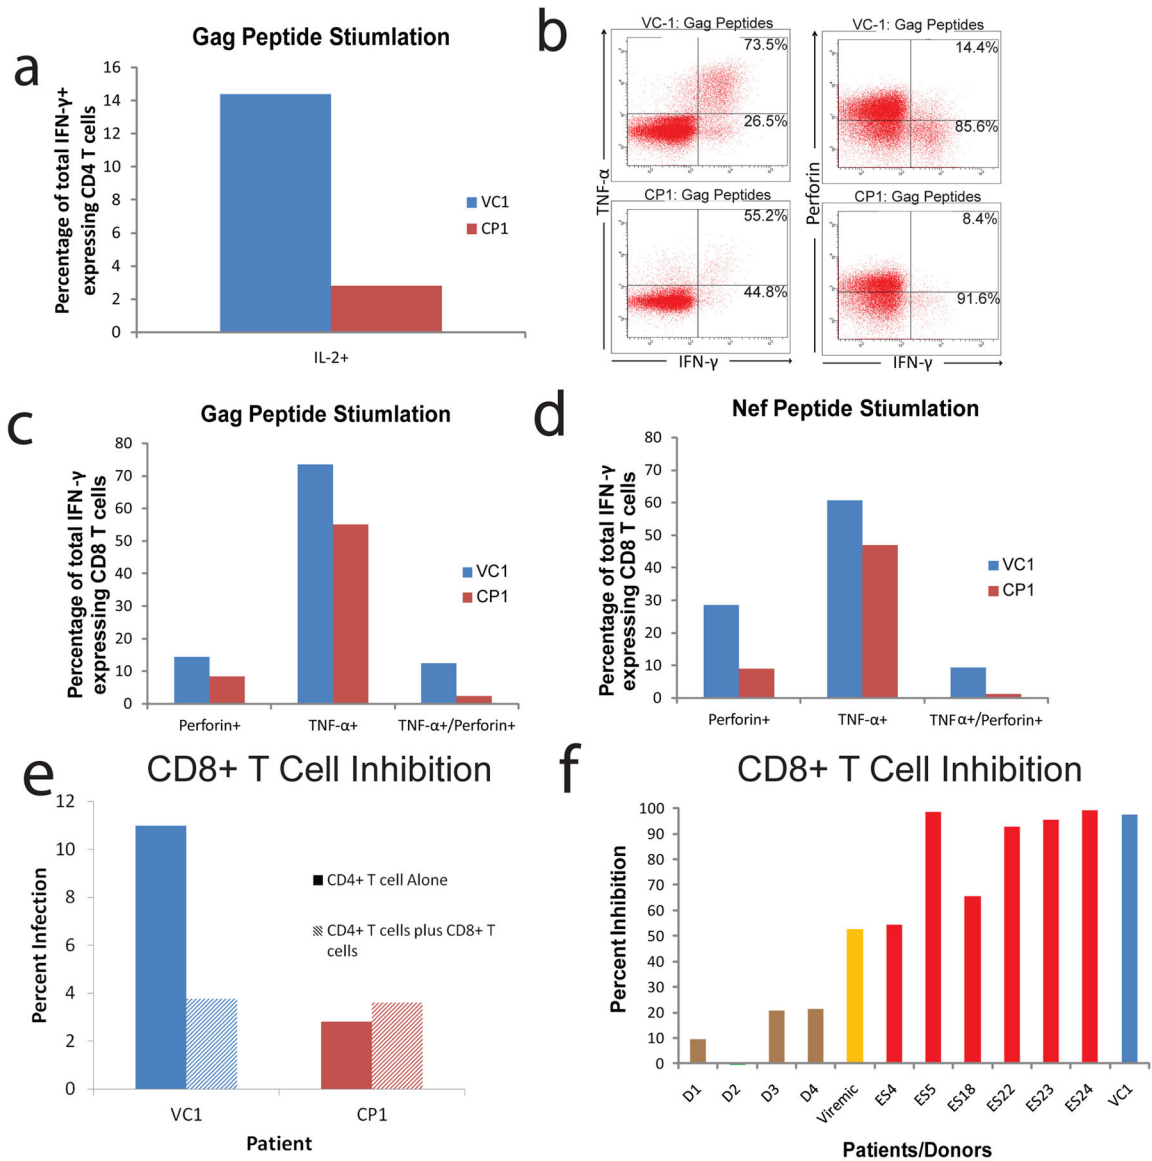 a
Gag Peptide Stiumlation
Percentage of total IFN-γ+
expressing CD4 T cells
16
14
12
10
8
6
4
2
0
IL-2+
VC1
CP1
b
VC-1: Gag Peptides
73.5%
26.5%
VC-1: Gag Peptides
14.4%
85.6%
CP1: Gag Peptides
55.2%
44.8%
CP1: Gag Peptides
8.4%
91.6%
TNF-α
Perforin
IFN-γ
IFN-γ
c
Gag Peptide Stiumlation
Percentage of total IFN-γ
expressing CD8 T cells
80
70
60
50
40
30
20
10
0
Perforin+
TNF-α+
TNF-α+/Perforin+
VC1
CP1
d
Nef Peptide Stiumlation
Percentage of total IFN-γ
expressing CD8 T cells
80
70
60
50
40
30
20
10
0
Perforin+
TNF-α+
TNFα+/Perforin+
VC1
CP1
e
CD8+ T Cell Inhibition
Percent Infection
12
10
8
6
4
2
0
VC1
CP1
Patient
CD4+ T cell Alone
CD4+ T cells plus CD8+ T
cells
f
CD8+ T Cell Inhibition
Percent Inhibition
100
90
80
70
60
50
40
30
20
10
0
D1
D2
D3
D4
Viremic
ES4
ES5
ES18
ES22
ES23
ES24
VC1
Patients/Donors